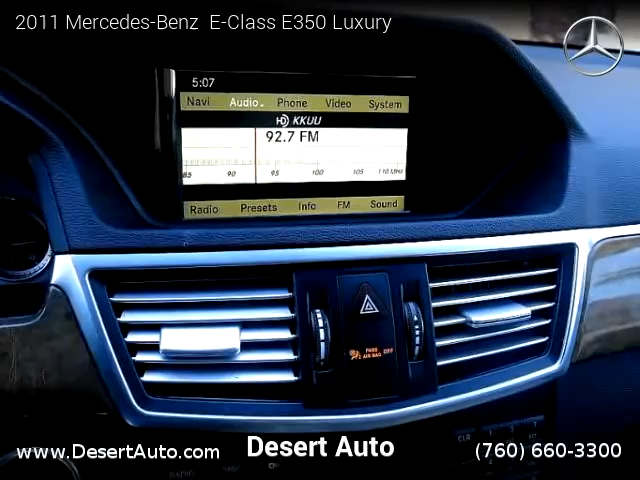 2011 Mercedes-Benz E-Class E350 Luxury
5:07
Navi Audio Phone Video System
HD KKUU
92.7 FM
85 90 95 100 105 110 MHz
Radio Presets Info FM Sound
PASS
AIR BAG OFF
CLR
www.DesertAuto.com Desert Auto (760) 660-3300